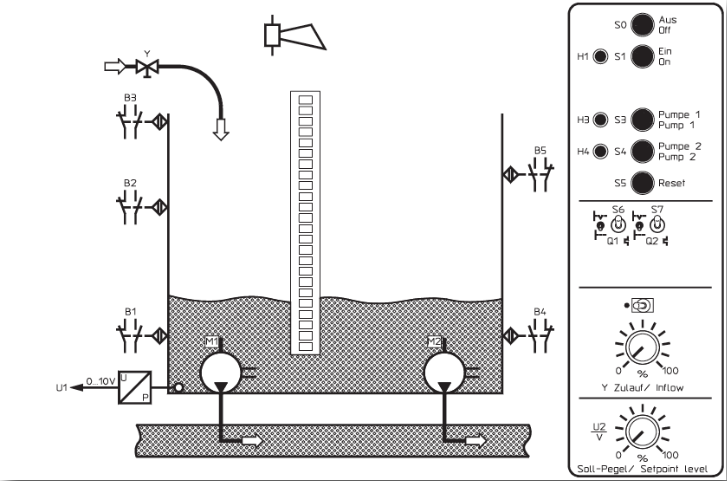 Y
B3
B2
B1
B5
B4
M1
M2
U1
0...10V
U
P
S0
Aus
Off
H1
S1
Ein
On
H3
S3
Pumpe 1
Pump 1
H4
S4
Pumpe 2
Pump 2
S5
Reset
S6
S7
Q1
Q2
0
%
100
Y Zulauf/ Inflow
U2
V
0
%
100
Soll-Pegel/ Setpoint level